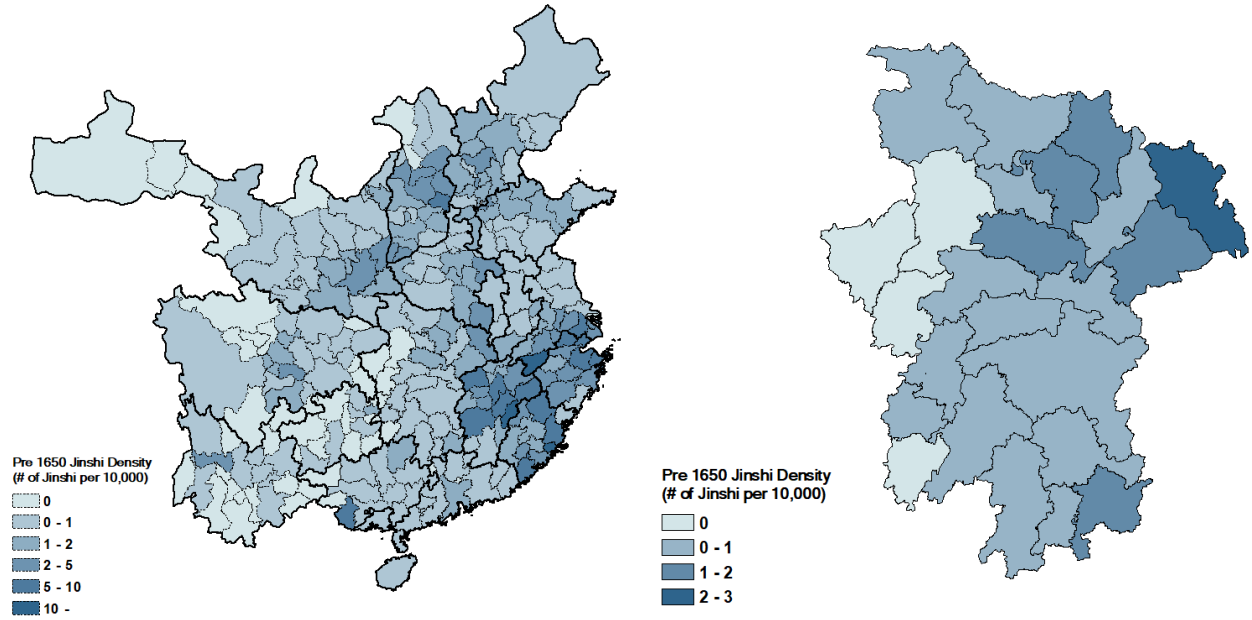 Pre 1650 Jinshi Density
(# of Jinshi per 10,000)
0
0 - 1
1 - 2
2 - 5
5 - 10
10 -
Pre 1650 Jinshi Density
(# of Jinshi per 10,000)
0
0 - 1
1 - 2
2 - 3